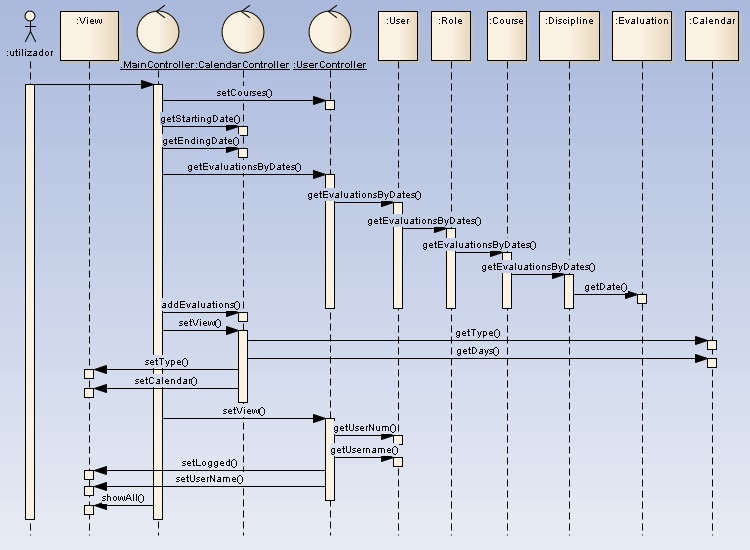 :View
:User
:Role
:Course
:Discipline
:Evaluation
:Calendar
:utilizador
:MainController
:CalendarController
:UserController
setCourses()
getStartingDate()
getEndingDate()
getEvaluationsByDates()
getEvaluationsByDates()
getEvaluationsByDates()
getEvaluationsByDates()
getEvaluationsByDates()
getDate()
addEvaluations()
setView()
getType()
getDays()
setType()
setCalendar()
setView()
getUserNum()
getUsername()
setLogged()
setUserName()
showAll()